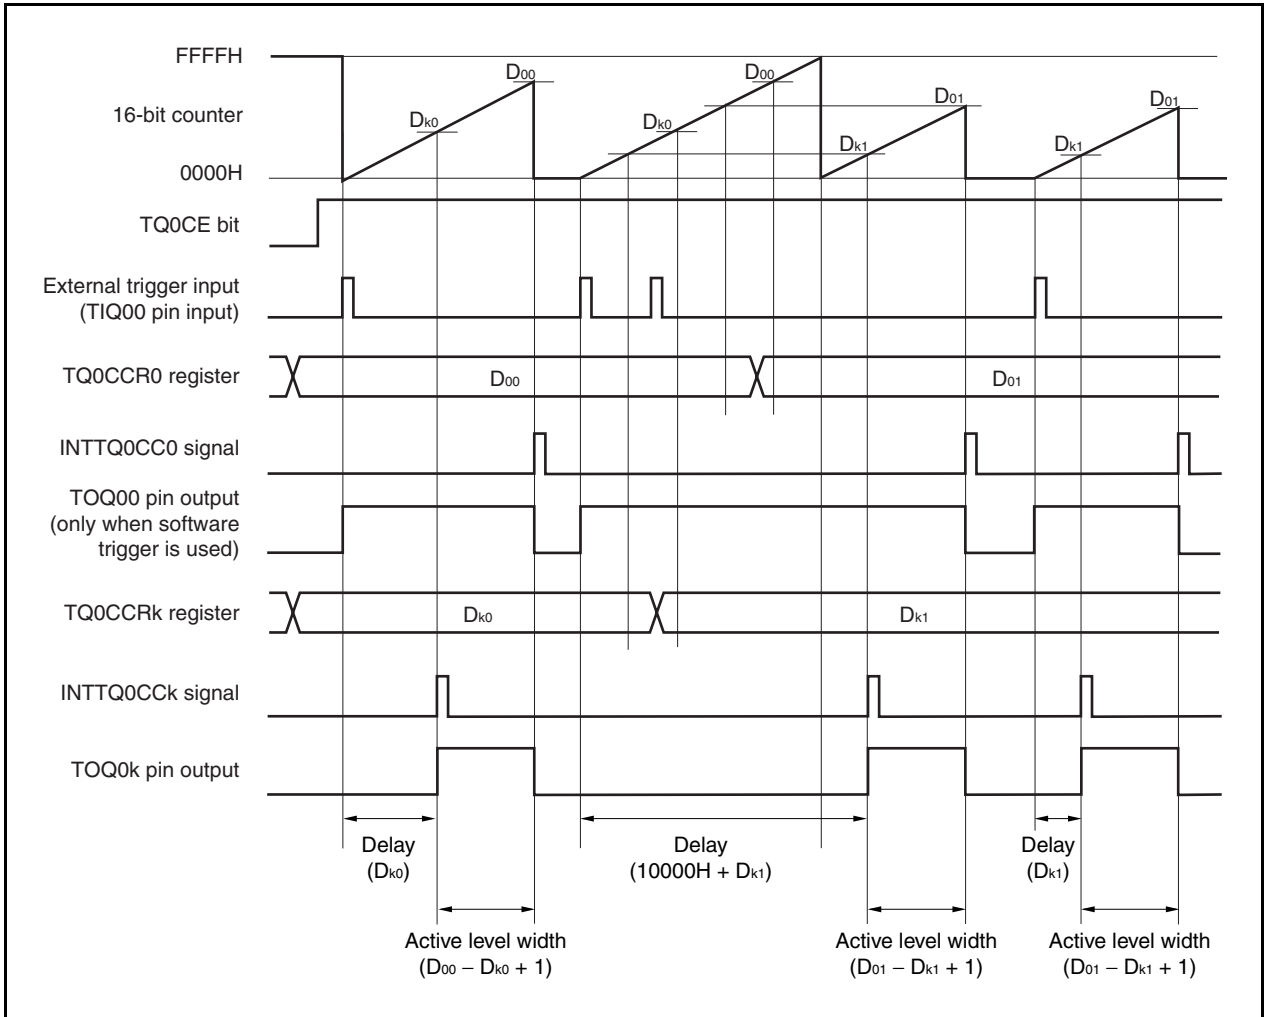 FFFFH
D00
D00
D01
D01
16-bit counter
Dk0
Dk0
Dk1
Dk1
0000H
TQ0CE bit
External trigger input
(TIQ00 pin input)
TQ0CCR0 register
D00
D01
INTTQ0CC0 signal
TOQ00 pin output
(only when software
trigger is used)
TQ0CCRk register
Dk0
Dk1
INTTQ0CCk signal
TOQ0k pin output
Delay
(Dk0)
Delay
(10000H + Dk1)
Delay
(Dk1)
Active level width
(D00 − Dk0 + 1)
Active level width
(D01 − Dk1 + 1)
Active level width
(D01 − Dk1 + 1)